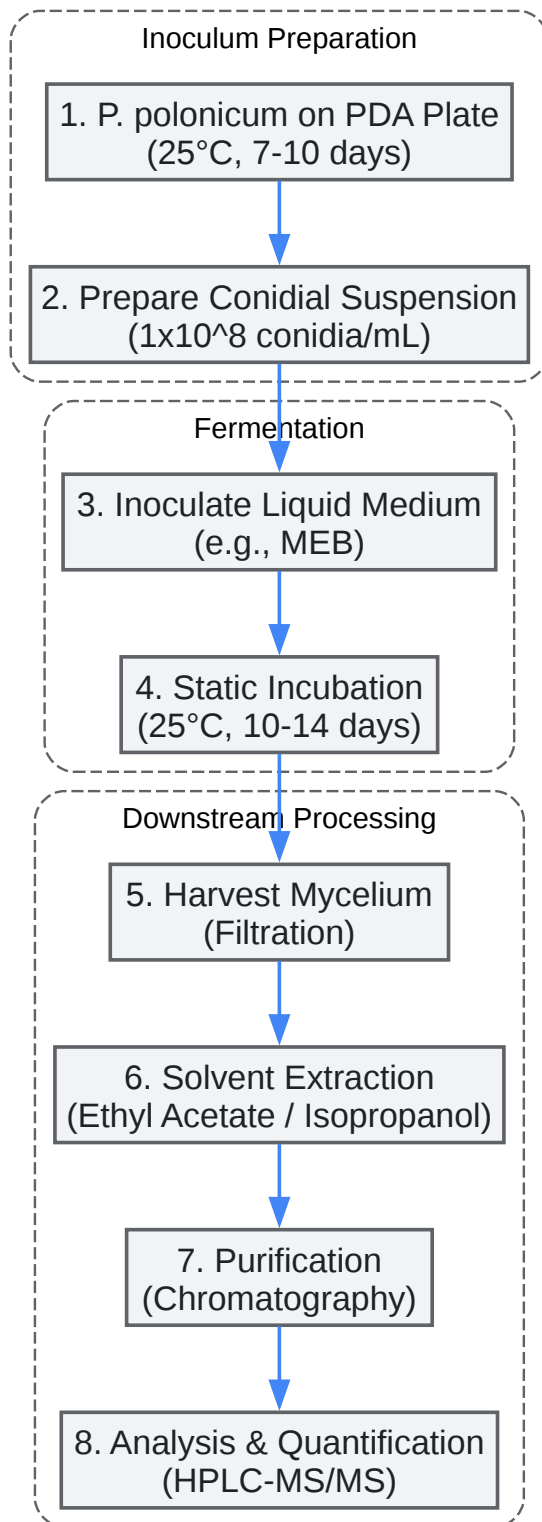 Inoculum Preparation
1. P. polonicum on PDA Plate
(25°C, 7-10 days)
2. Prepare Conidial Suspension
(1x10^8 conidia/mL)
Fermentation
3. Inoculate Liquid Medium
(e.g., MEB)
4. Static Incubation
(25°C, 10-14 days)
Downstream Processing
5. Harvest Mycelium
(Filtration)
6. Solvent Extraction
(Ethyl Acetate / Isopropanol)
7. Purification
(Chromatography)
8. Analysis & Quantification
(HPLC-MS/MS)